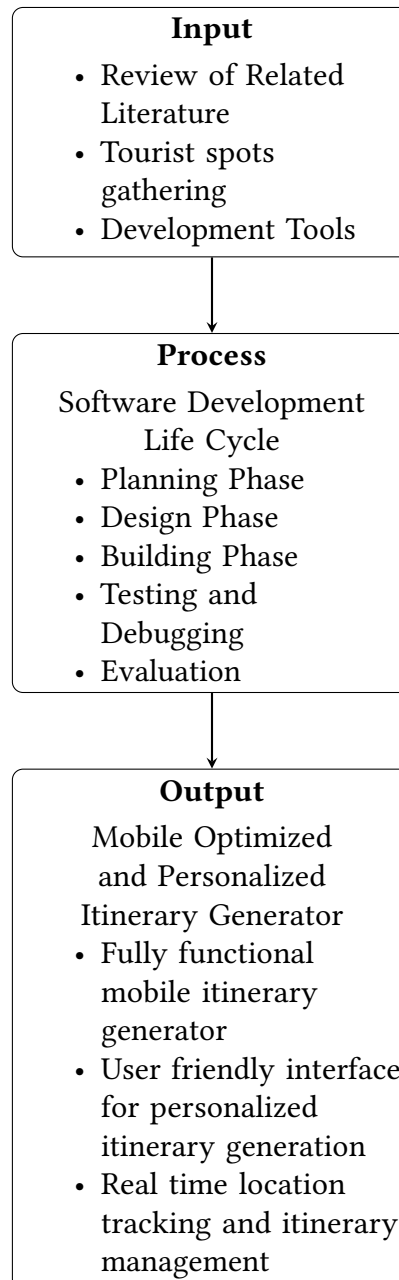 Input
• Review of Related
Literature
• Tourist spots
gathering
• Development Tools
Process
Software Development
Life Cycle
• Planning Phase
• Design Phase
• Building Phase
• Testing and
Debugging
• Evaluation
Output
Mobile Optimized
and Personalized
Itinerary Generator
• Fully functional
mobile itinerary
generator
• User friendly interface
for personalized
itinerary generation
• Real time location
tracking and itinerary
management